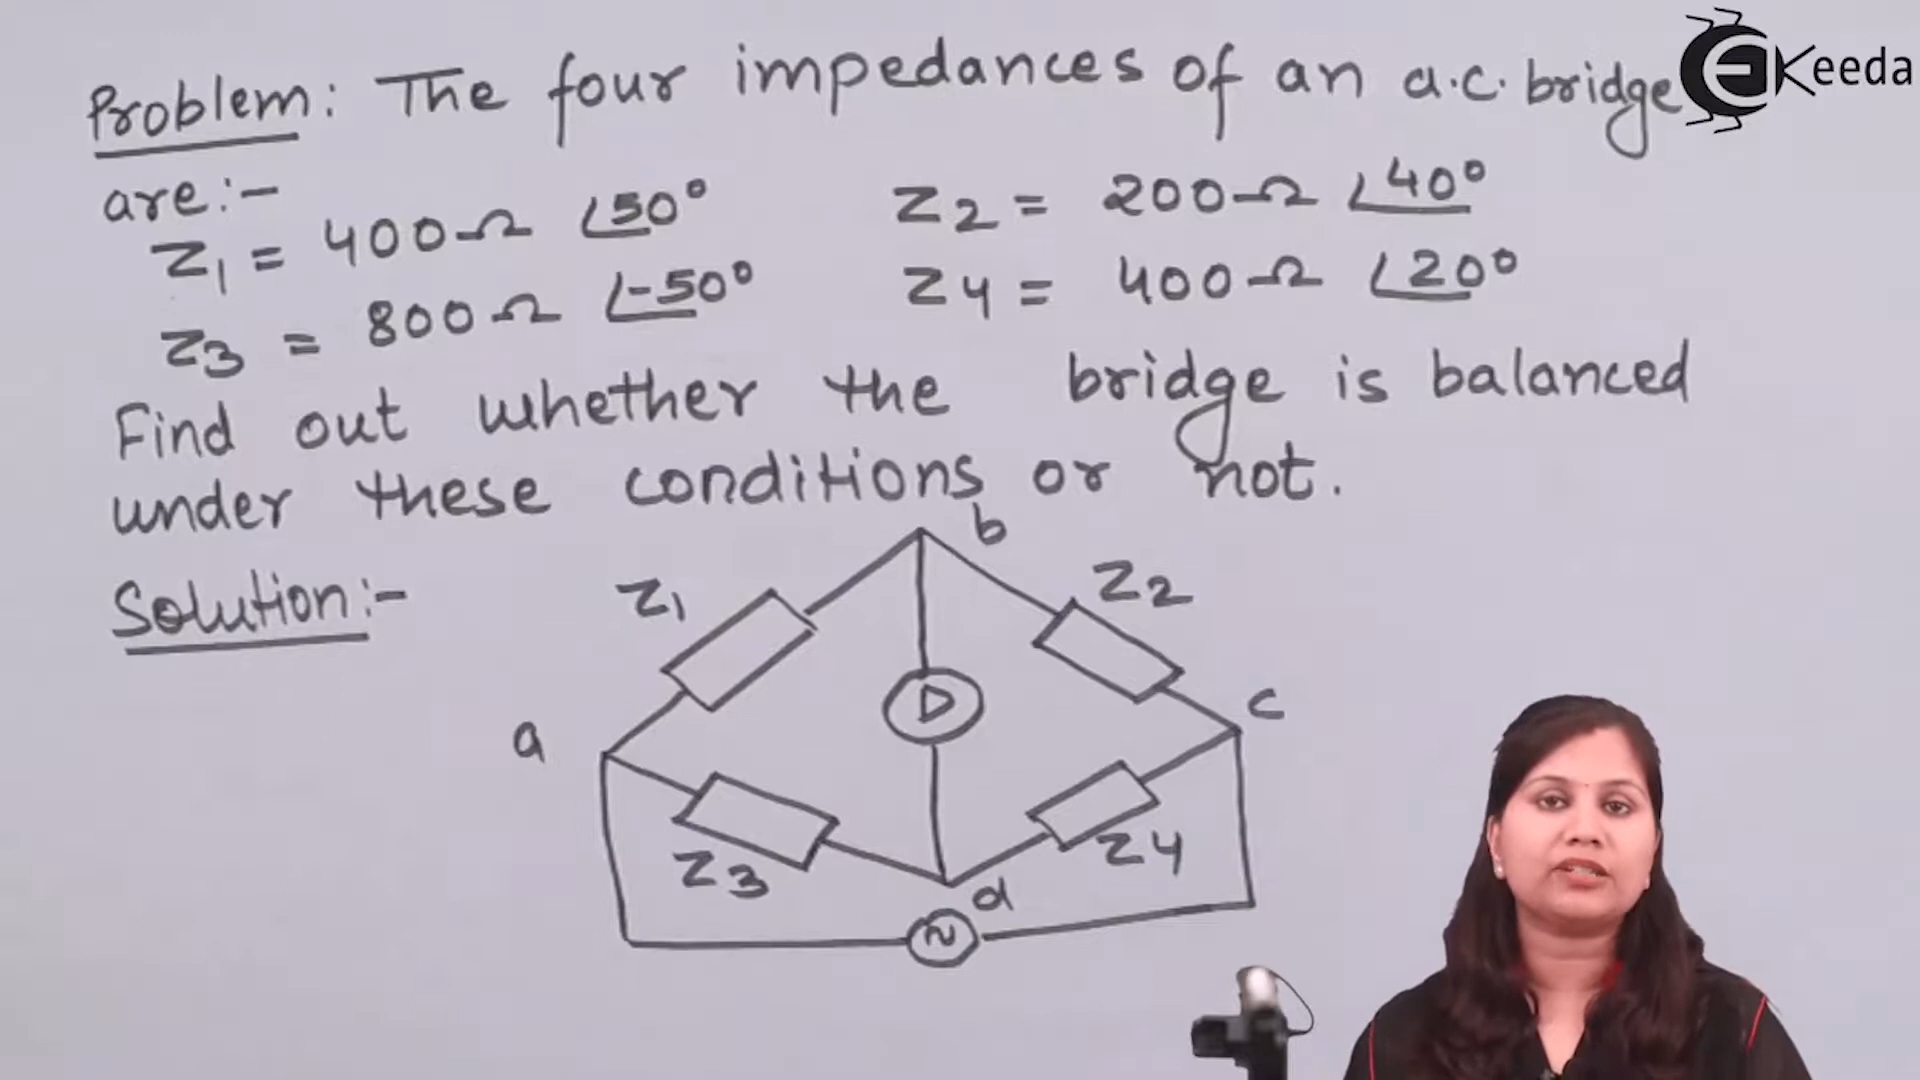 Problem: The four impedances of an a.c. bridge
EKeeda
are:-
Z1 = 400Ω ∠50° Z2 = 200Ω ∠40°
Z3 = 800Ω ∠-50° Z4 = 400Ω ∠20°
Find out whether the bridge is balanced
under these conditions or not.
Solution:-
b
Z1
Z2
a
D
c
Z3
Z4
d